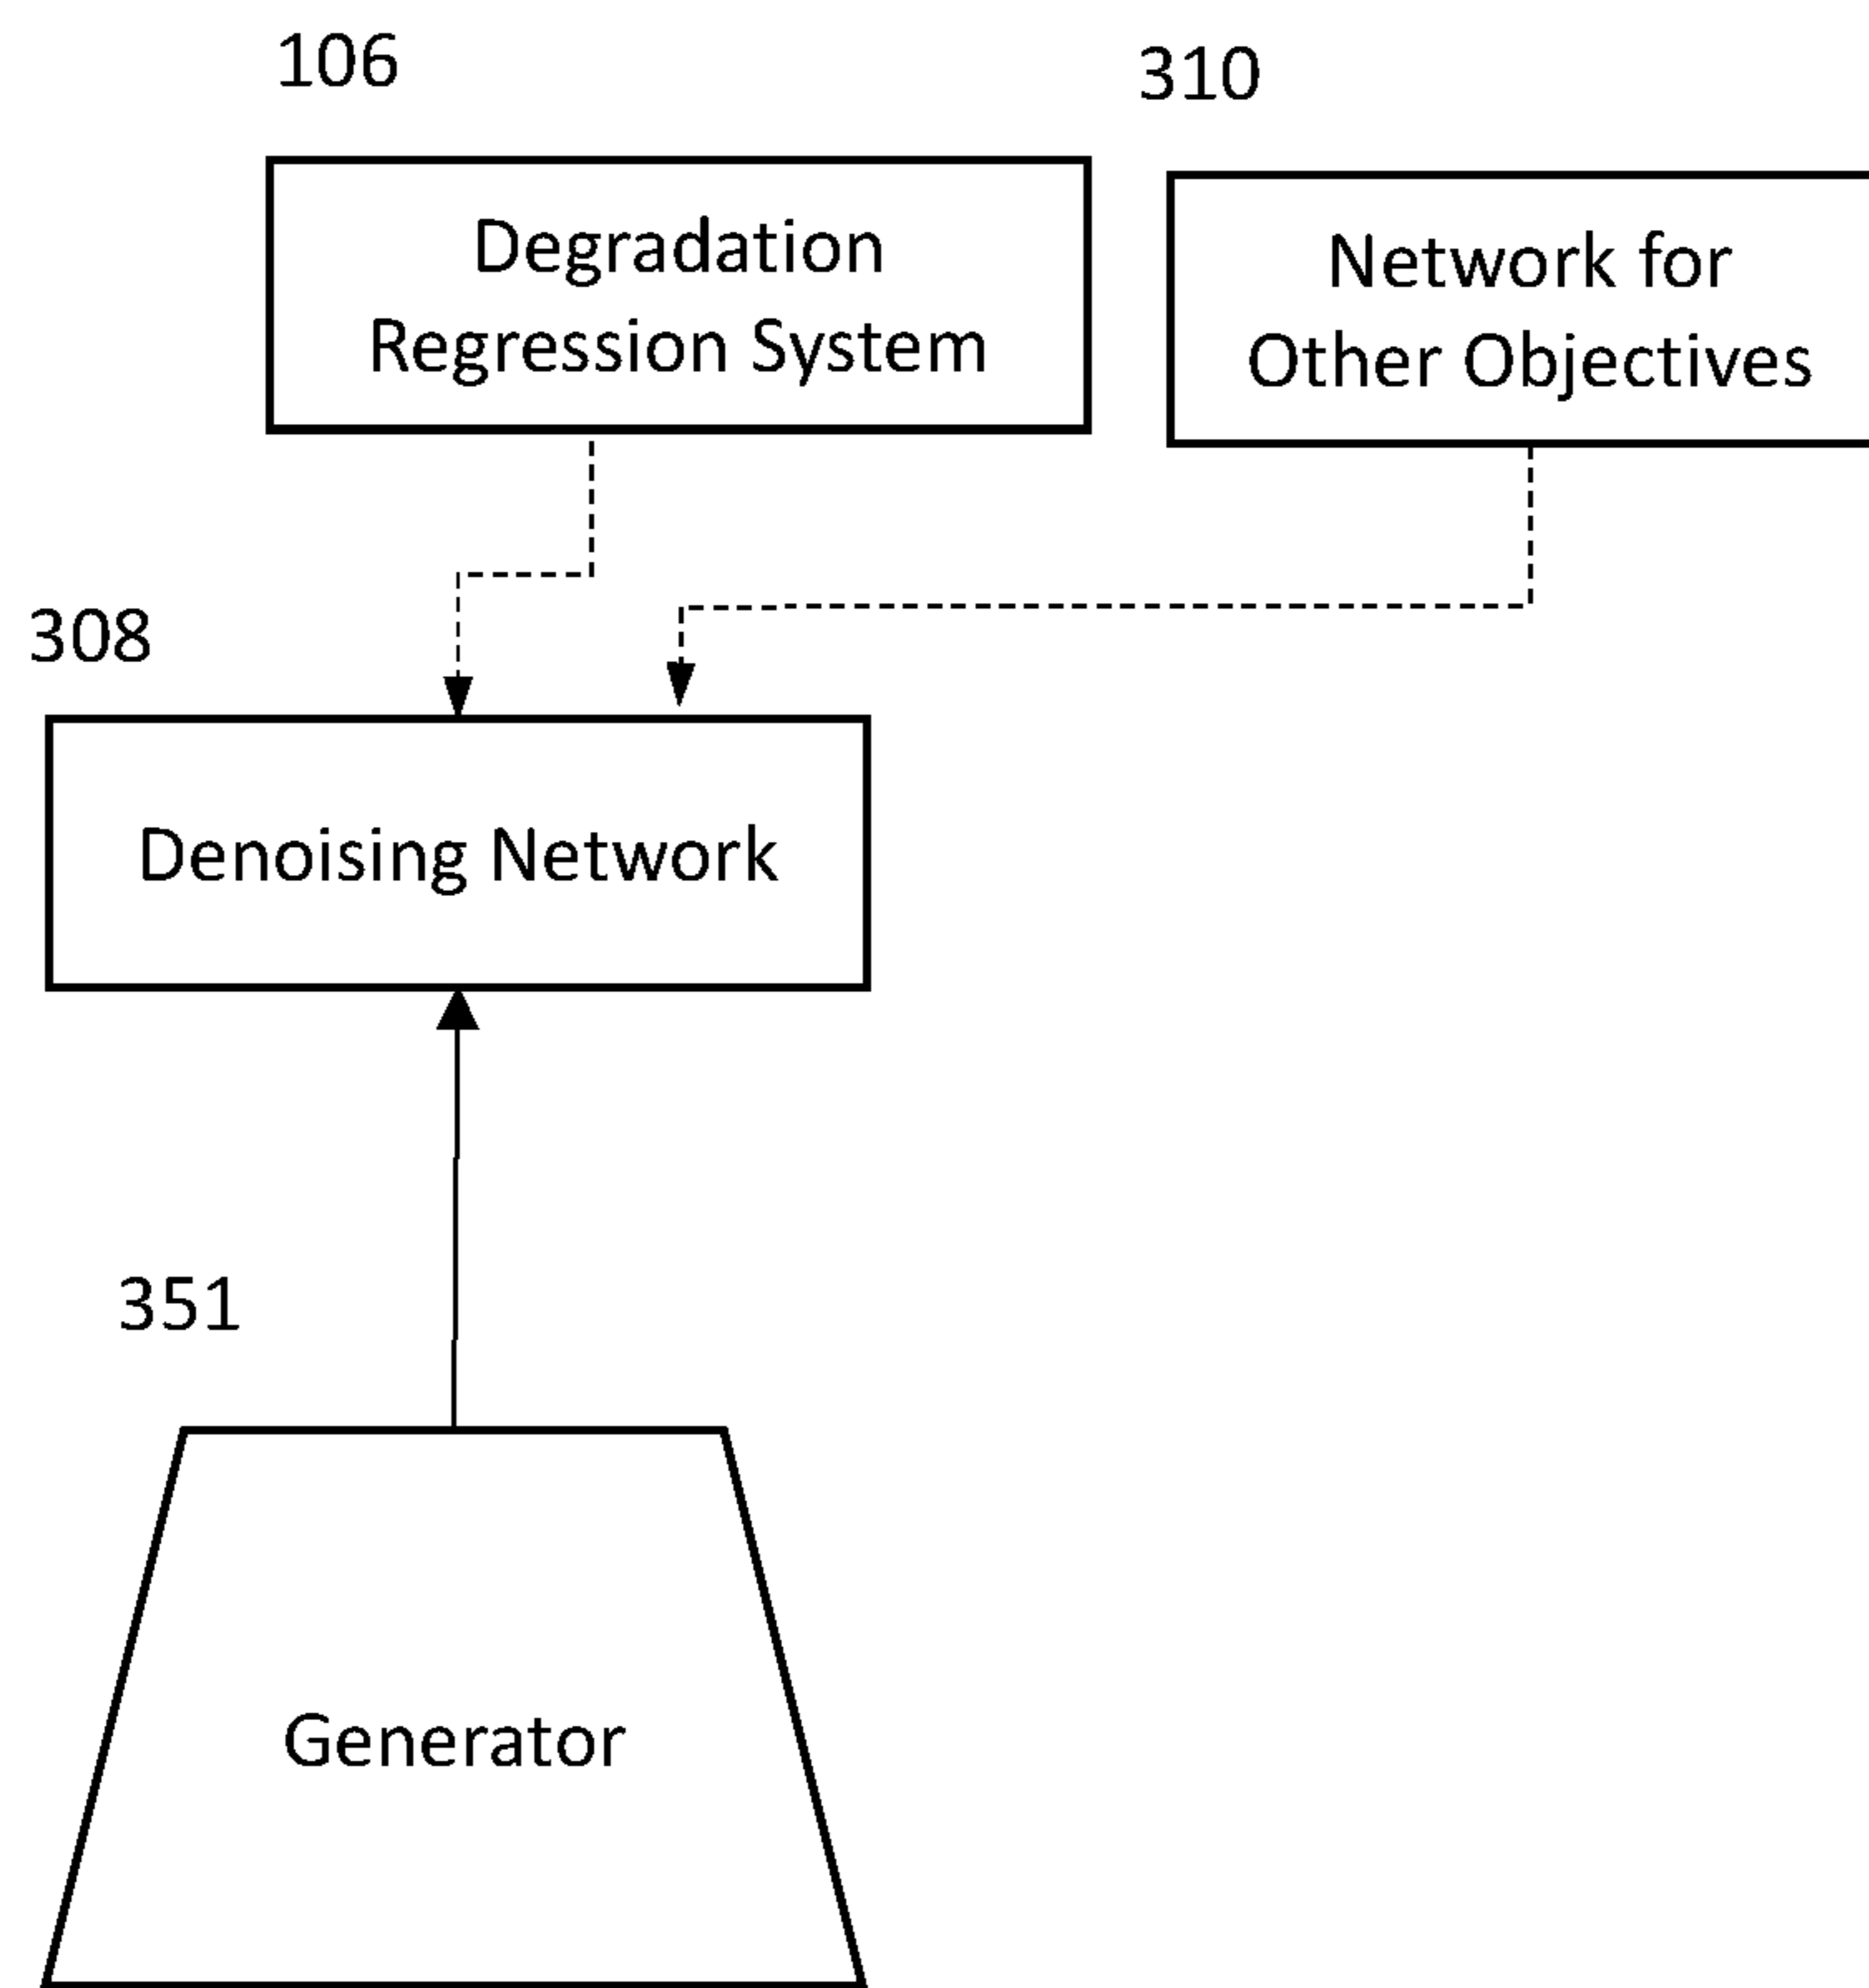 106
310
Degradation
Regression System
Network for
Other Objectives
308
Denoising Network
351
Generator